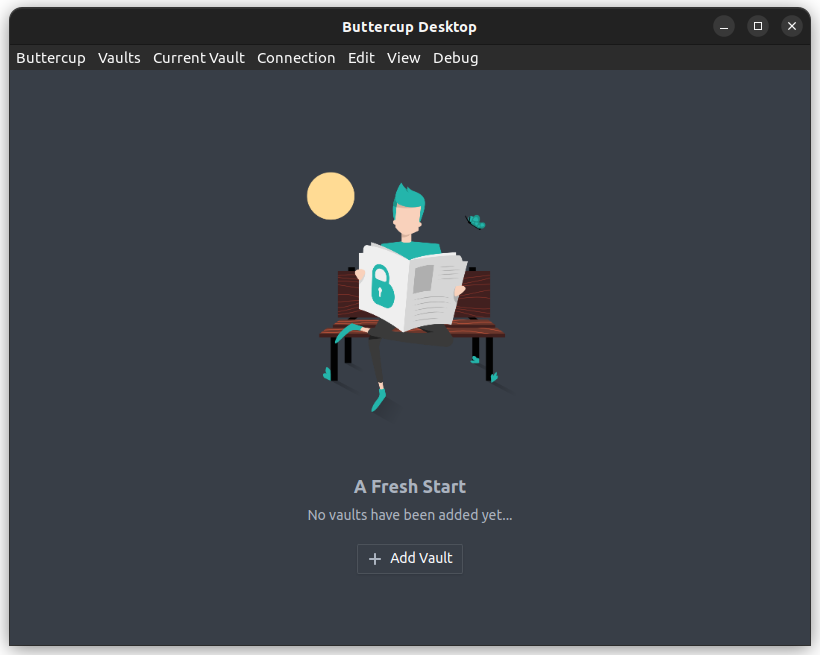 Buttercup Desktop
Buttercup Vaults Current Vault Connection Edit View Debug
A Fresh Start
No vaults have been added yet...
+ Add Vault